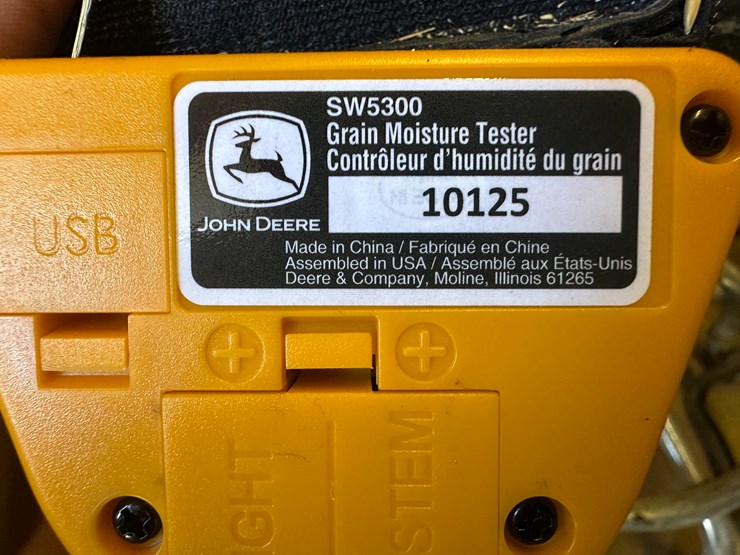 SW5300
Grain Moisture Tester
Contrôleur d'humidité du grain
10125
JOHN DEERE
Made in China / Fabriqué en Chine
Assembled in USA / Assemblé aux États-Unis
Deere & Company, Moline, Illinois 61265
USB